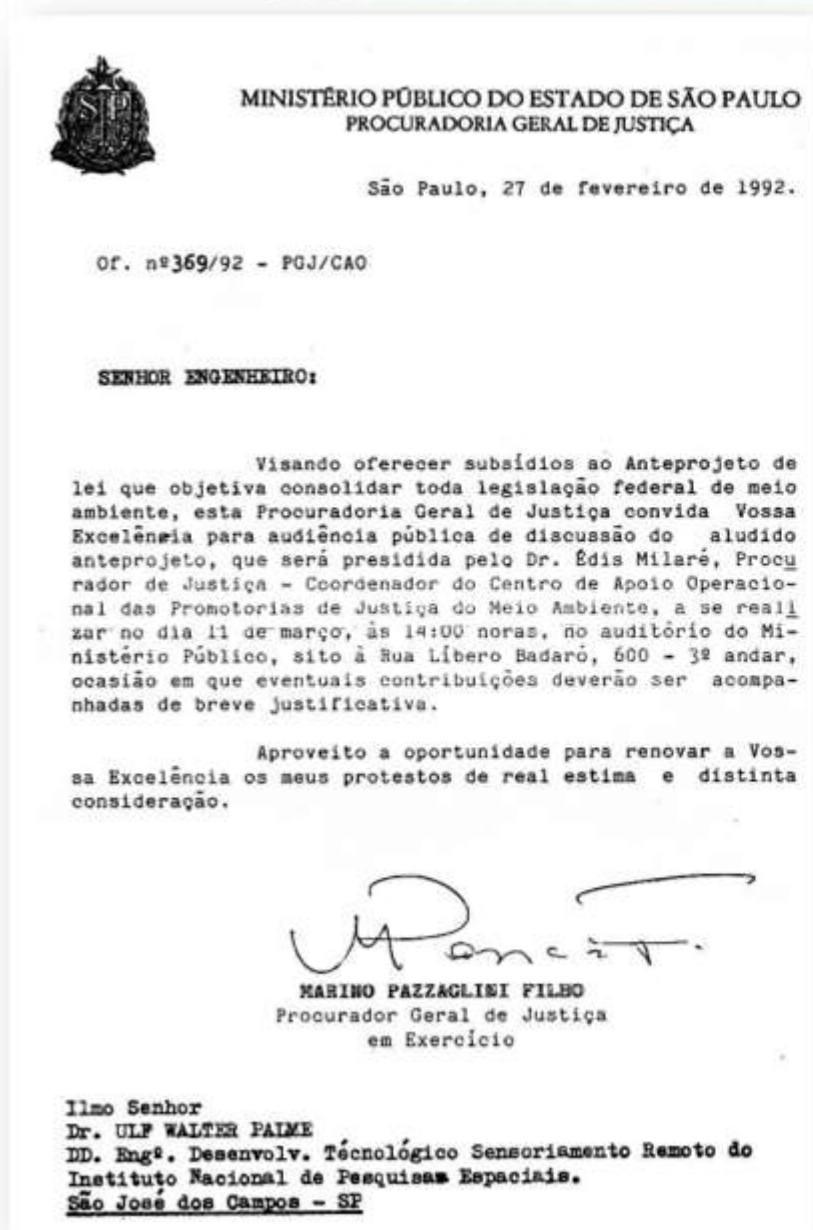 MINISTÉRIO PÚBLICO DO ESTADO DE SÃO PAULO
PROCURADORIA GERAL DE JUSTIÇA
São Paulo, 27 de fevereiro de 1992.
Of. nº369/92 - PGJ/CAO
SENHOR ENGENHEIRO:
Visando oferecer subsídios ao Anteprojeto de
lei que objetiva consolidar toda legislação federal de meio
ambiente, esta Procuradoria Geral de Justiça convida Vossa
Excelência para audiência pública de discussão do aludido
anteprojeto, que será presidida pelo Dr. Édis Milaré, Procu
rador de Justiça - Coordenador do Centro de Apoio Operacio-
nal das Promotorias de Justiça do Meio Ambiente, a se reali
zar no dia 11 de março, às 14:00 horas, no auditório do Mi-
nistério Público, sito à Rua Líbero Badaró, 600 - 3º andar,
ocasião em que eventuais contribuições deverão ser acompa-
nhadas de breve justificativa.
Aproveito a oportunidade para renovar a Vos-
sa Excelência os meus protestos de real estima e distinta
consideração.
MARINO PAZZAGLINI FILHO
Procurador Geral de Justiça
em Exercício
Ilmo Senhor
Dr. ULF WALTER PALME
DD. Engº. Desenvolv. Técnológico Sensoriamento Remoto do
Instituto Nacional de Pesquisas Espaciais.
São José dos Campos - SP